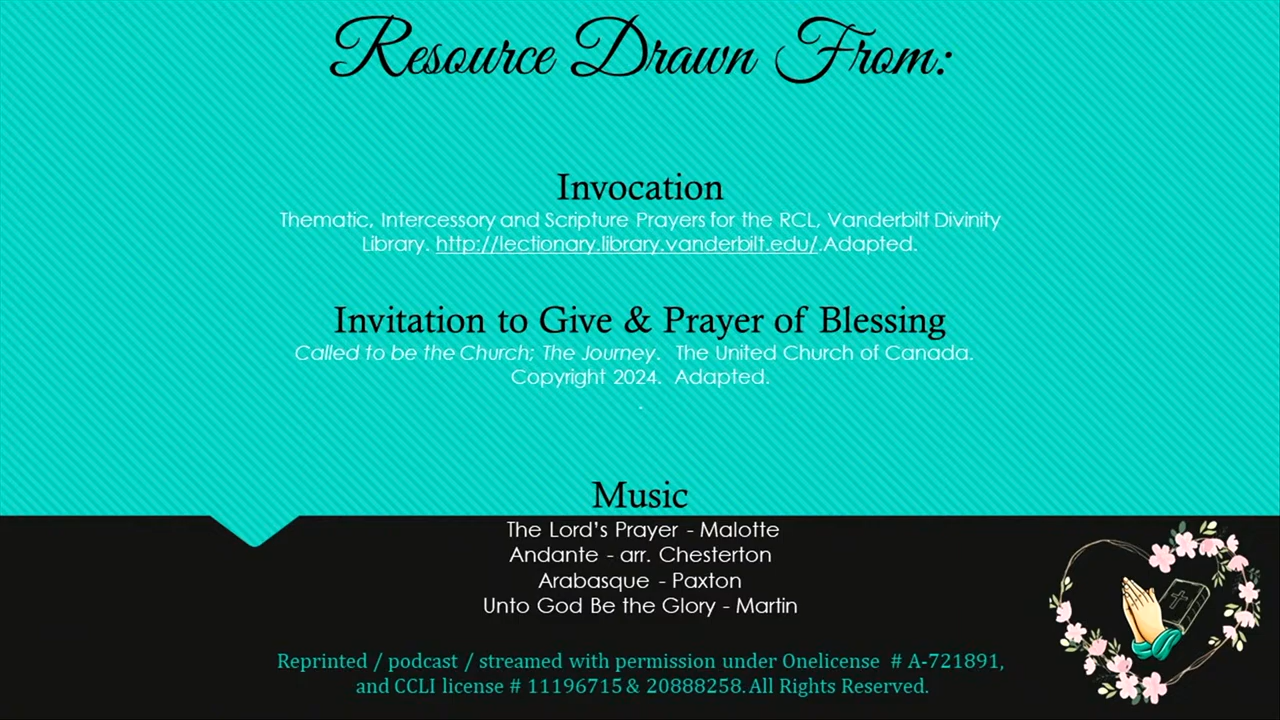 Resource Drawn From:
Invocation
Thematic, Intercessory and Scripture Prayers for the RCL, Vanderbilt Divinity
Library. http://lectionary.library.vanderbilt.edu/.Adapted.
Invitation to Give & Prayer of Blessing
Called to be the Church; The Journey. The United Church of Canada.
Copyright 2024. Adapted.
.
Music
The Lord’s Prayer - Malotte
Andante - arr. Chesterton
Arabasque - Paxton
Unto God Be the Glory - Martin
Reprinted / podcast / streamed with permission under Onelicense # A-721891,
and CCLI license # 11196715 & 20888258. All Rights Reserved.